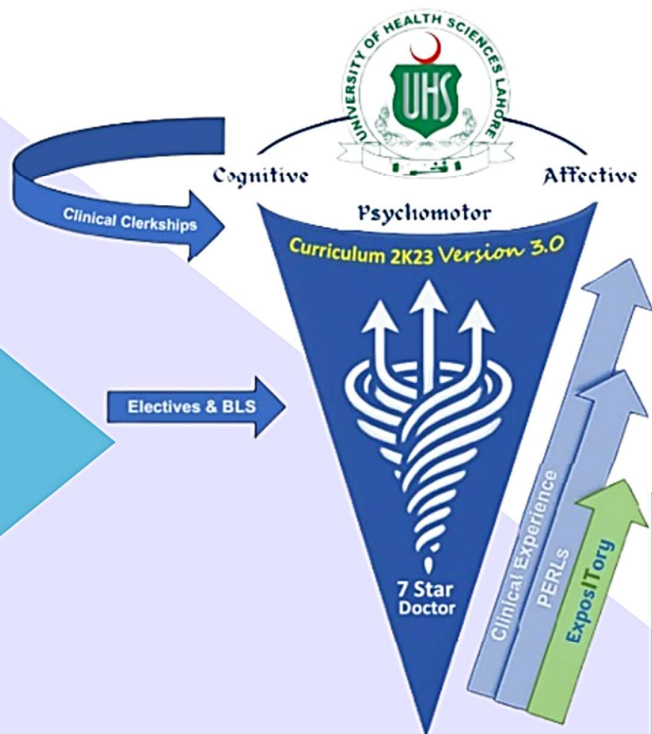 UNIVERSITY OF HEALTH SCIENCES LAHORE
UHS
Cognitive
Affective
Psychomotor
Clinical Clerkships
Curriculum 2K23 Version 3.0
Electives & BLS
7 Star
Doctor
Clinical Experience
PERLs
ExposITory